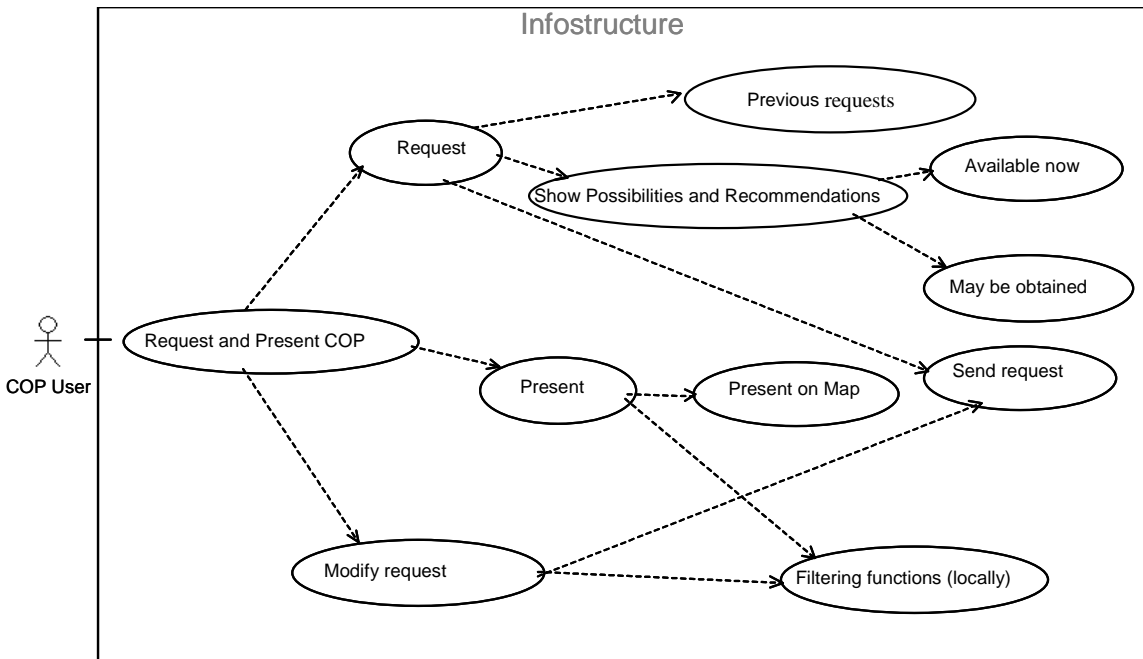 Infostructure
Previous requests
Request
Available now
Show Possibilities and Recommendations
May be obtained
Request and Present COP
COP User
Present
Present on Map
Send request
Modify request
Filtering functions (locally)